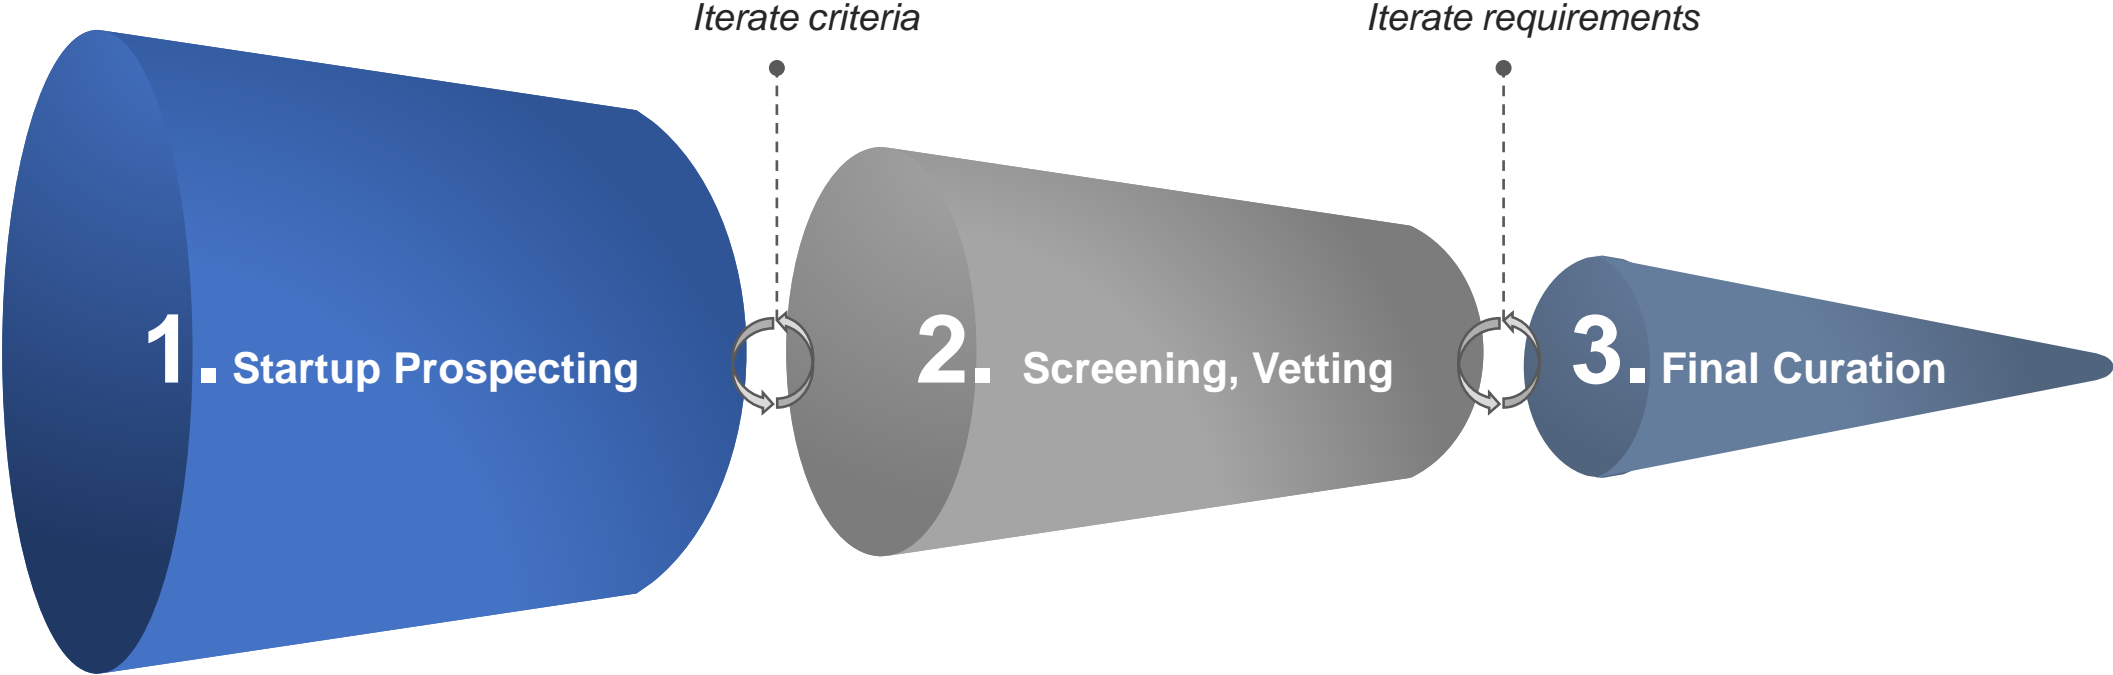 Iterate criteria
Iterate requirements
1. Startup Prospecting
2. Screening, Vetting
3. Final Curation